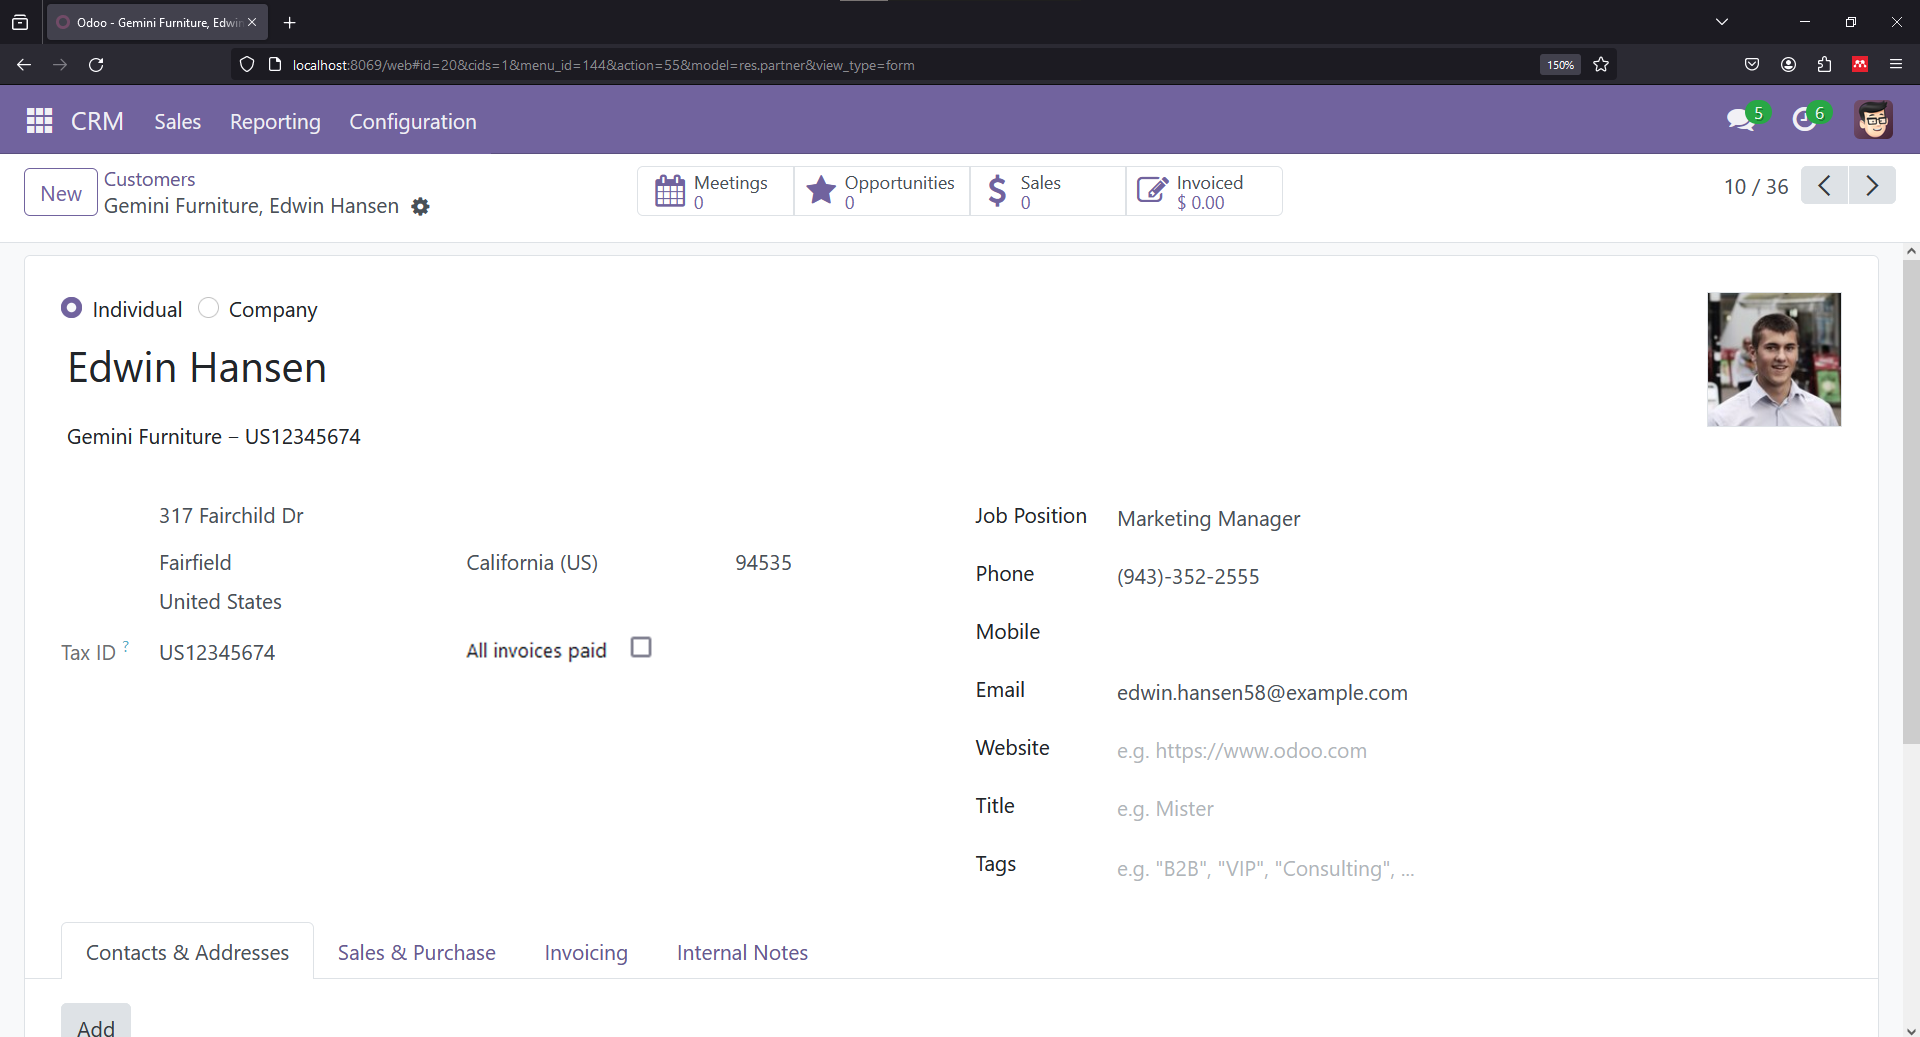 Odoo - Gemini Furniture, Edwin
localhost:8069/web#id=20&cids=1&menu_id=144&action=55&model=res.partner&view_type=form
150%
CRM Sales Reporting Configuration
5 6
New
Customers
Gemini Furniture, Edwin Hansen
Meetings
0
Opportunities
0
Sales
0
Invoiced
$ 0.00
10 / 36
Individual Company
Edwin Hansen
Gemini Furniture – US12345674
317 Fairchild Dr
Fairfield California (US) 94535
United States
Tax ID ? US12345674 All invoices paid
Job Position Marketing Manager
Phone (943)-352-2555
Mobile
Email edwin.hansen58@example.com
Website e.g. https://www.odoo.com
Title e.g. Mister
Tags e.g. "B2B", "VIP", "Consulting", ...
Contacts & Addresses Sales & Purchase Invoicing Internal Notes
Add